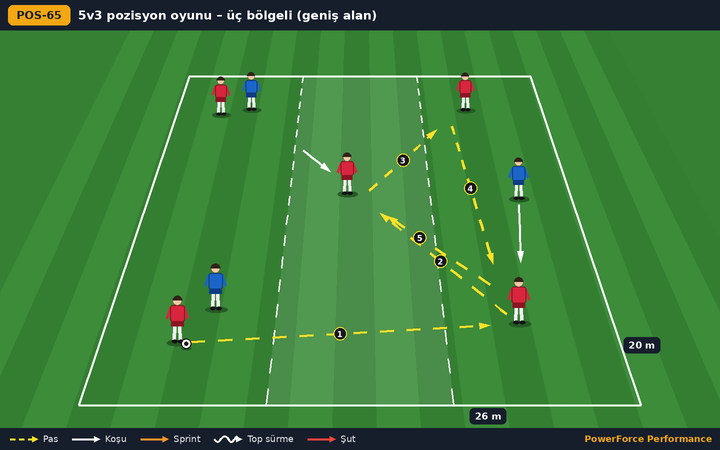 POS-65 5v3 pozisyon oyunu – üç bölgeli (geniş alan)
3
4
5
2
1
20 m
26 m
Pas Koşu Sprint Top sürme Şut PowerForce Performance